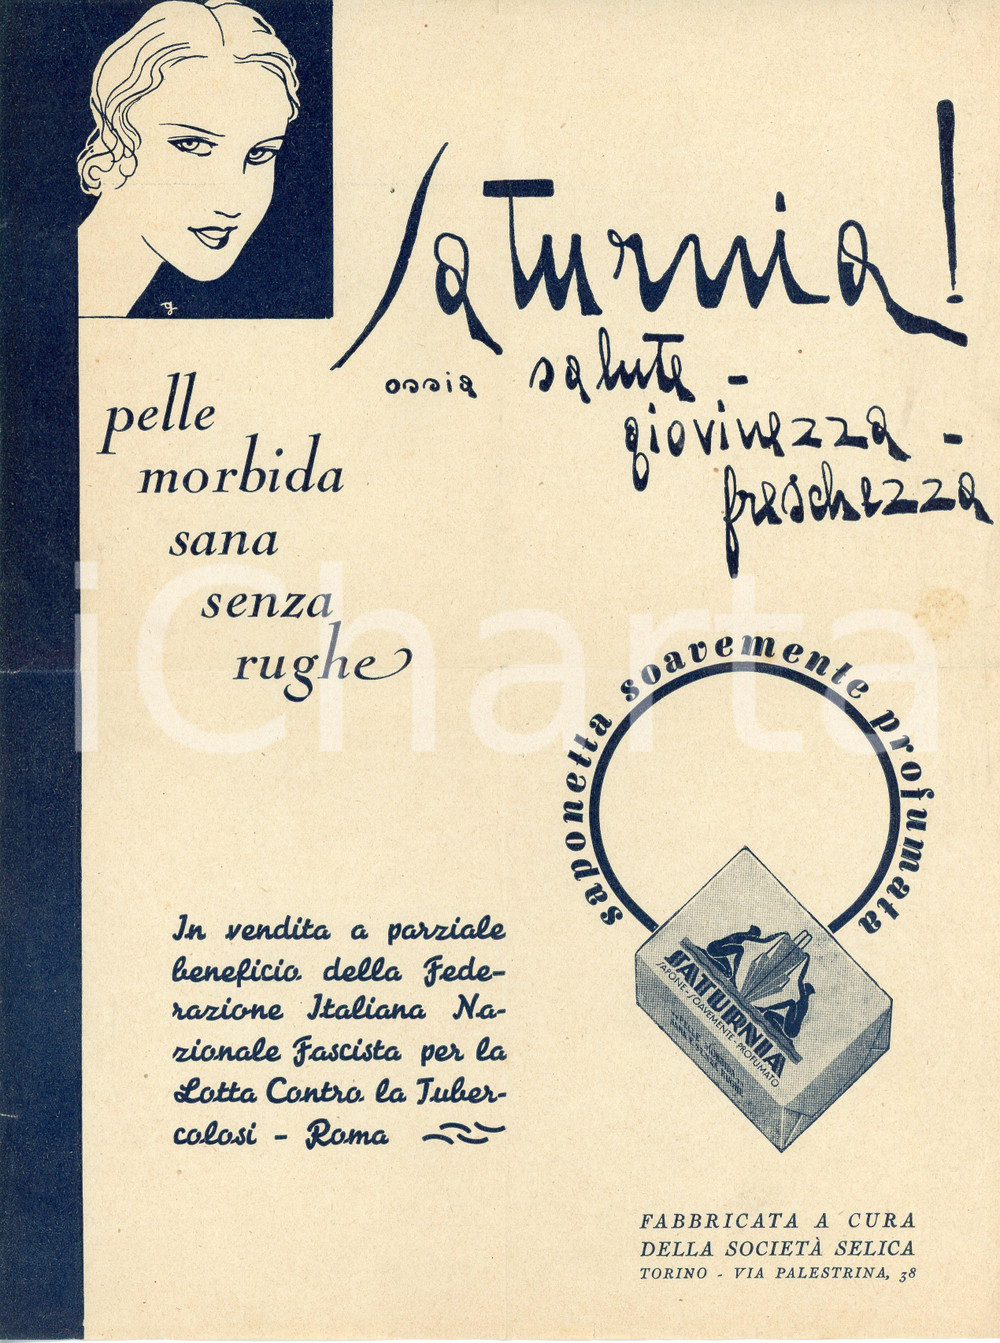 Saturnia!
ossia salute -
giovinezza -
freschezza
pelle
morbida
sana
senza
rughe
iCharta
saponetta soavemente profumata
SATURNIA
SAPONE-SOAVEMENTE-PROFUMATO
In vendita a parziale
beneficio della Fede-
razione Italiana Na-
zionale Fascista per la
Lotta Contro la Tuber-
colosi - Roma
FABBRICATA A CURA
DELLA SOCIETÀ SELICA
TORINO - VIA PALESTRINA, 38